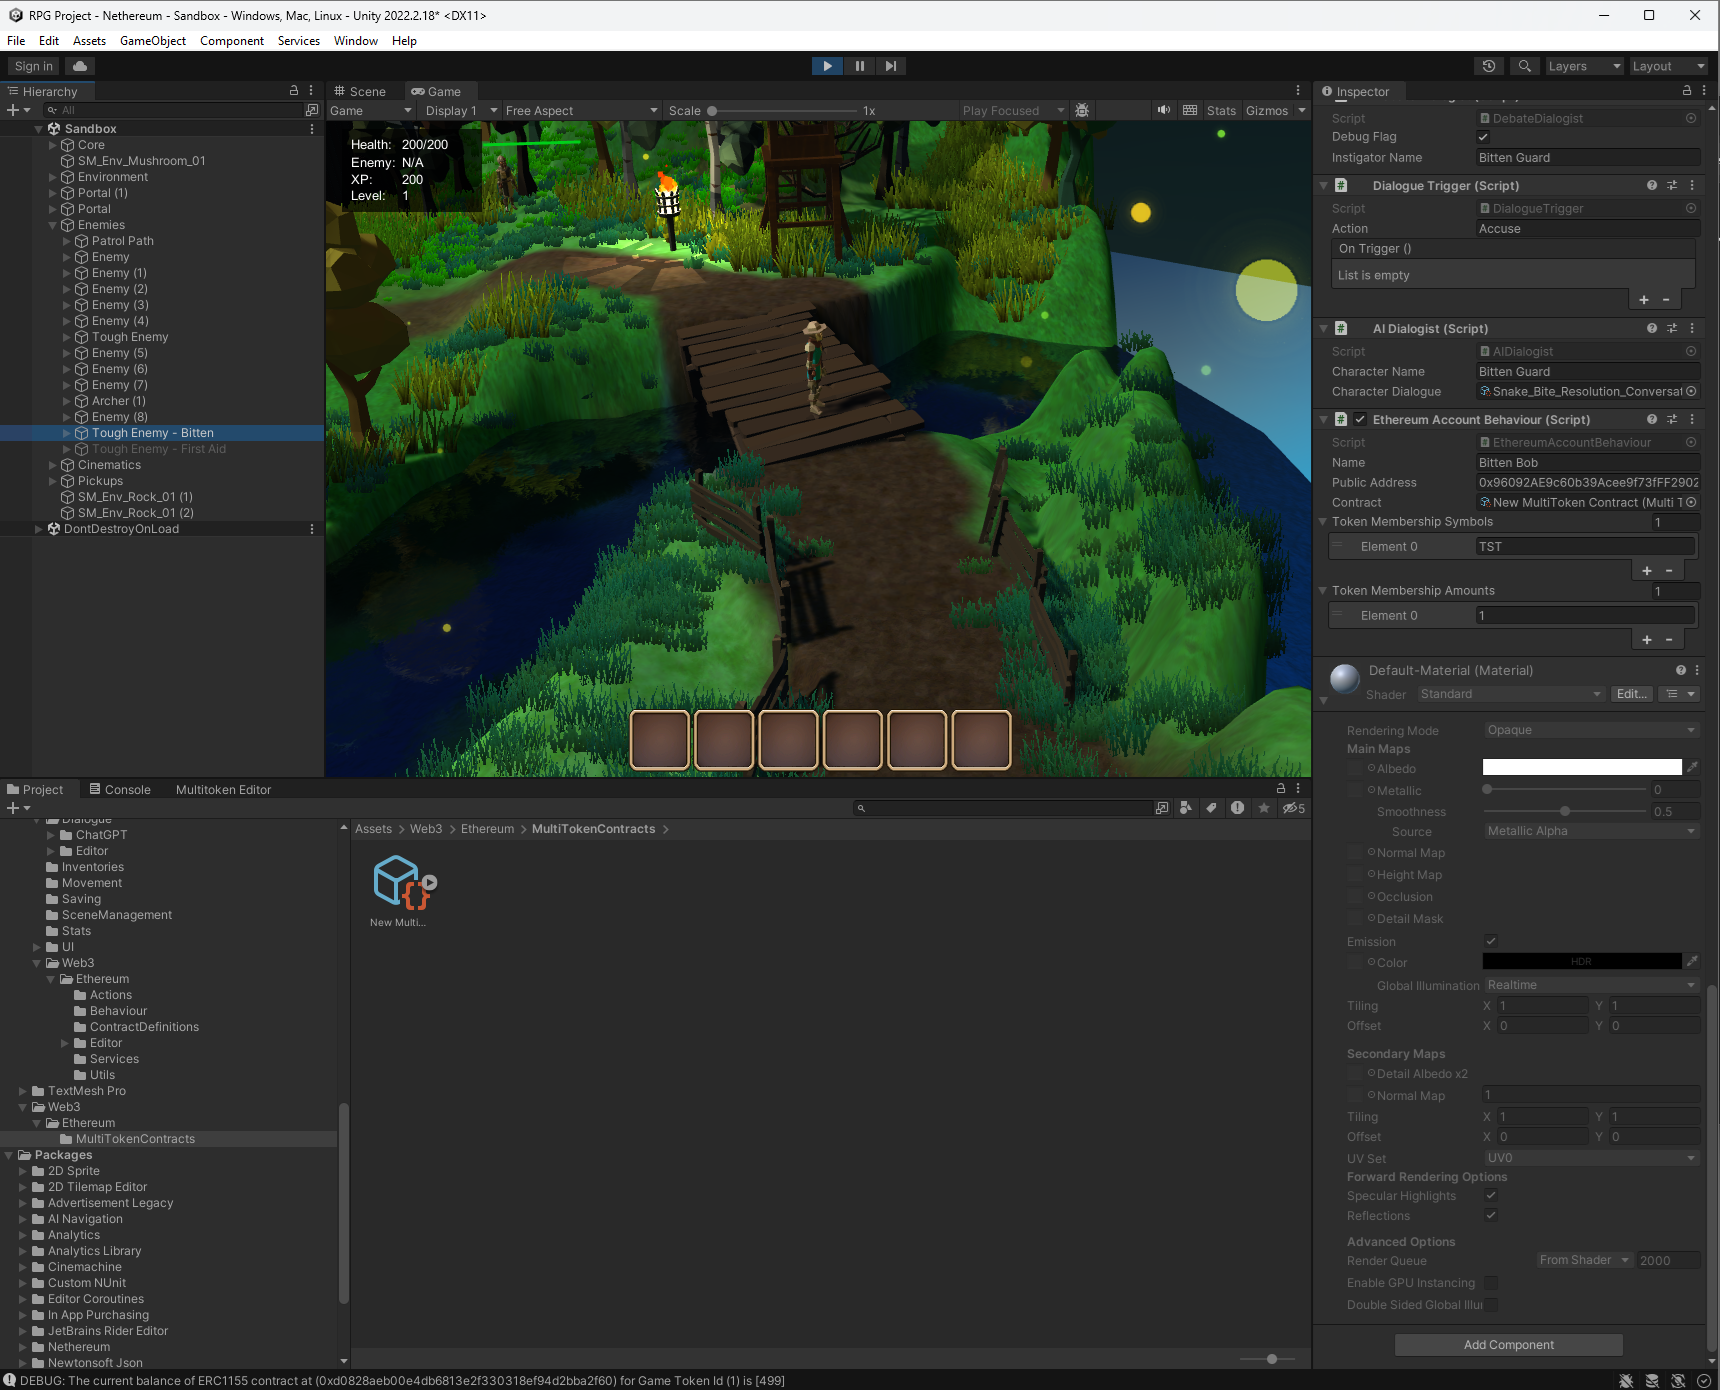 RPG Project - Nethereum - Sandbox - Windows, Mac, Linux - Unity 2022.2.18* <DX11>
File Edit Assets GameObject Component Services Window Help
Sign in
Layers
Layout
Hierarchy
All
Sandbox
Core
SM_Env_Mushroom_01
Environment
Portal (1)
Portal
Enemies
Patrol Path
Enemy
Enemy (1)
Enemy (2)
Enemy (3)
Enemy (4)
Tough Enemy
Enemy (5)
Enemy (6)
Enemy (7)
Archer (1)
Enemy (8)
Tough Enemy - Bitten
Tough Enemy - First Aid
Cinematics
Pickups
SM_Env_Rock_01 (1)
SM_Env_Rock_01 (2)
DontDestroyOnLoad
Scene Game
Game Display 1 Free Aspect Scale 1x Play Focused Stats Gizmos
Health: 200/200
Enemy: N/A
XP: 200
Level: 1
Inspector
Script DebateDialogist
Debug Flag
Instigator Name Bitten Guard
Dialogue Trigger (Script)
Script DialogueTrigger
Action Accuse
On Trigger ()
List is empty
+ -
AI Dialogist (Script)
Script AIDialogist
Character Name Bitten Guard
Character Dialogue Snake_Bite_Resolution_Conversat
Ethereum Account Behaviour (Script)
Script EthereumAccountBehaviour
Name Bitten Bob
Public Address 0x96092AE9c60b39Acee9f73fFF2902
Contract New MultiToken Contract (Multi T
Token Membership Symbols 1
Element 0 TST
+ -
Token Membership Amounts 1
Element 0 1
+ -
Default-Material (Material)
Shader Standard Edit...
Rendering Mode Opaque
Main Maps
Albedo
Metallic 0
Smoothness 0.5
Source Metallic Alpha
Normal Map
Height Map
Occlusion
Detail Mask
Emission
Color HDR
Global Illumination Realtime
Tiling X 1 Y 1
Offset X 0 Y 0
Secondary Maps
Detail Albedo x2
Normal Map 1
Tiling X 1 Y 1
Offset X 0 Y 0
UV Set UV0
Forward Rendering Options
Specular Highlights
Reflections
Advanced Options
Render Queue From Shader 2000
Enable GPU Instancing
Double Sided Global Illu
Add Component
Project Console Multitoken Editor
5
Dialogue
ChatGPT
Editor
Inventories
Movement
Saving
SceneManagement
Stats
UI
Web3
Ethereum
Actions
Behaviour
ContractDefinitions
Editor
Services
Utils
TextMesh Pro
Web3
Ethereum
MultiTokenContracts
Packages
2D Sprite
2D Tilemap Editor
Advertisement Legacy
AI Navigation
Analytics
Analytics Library
Cinemachine
Custom NUnit
Editor Coroutines
In App Purchasing
JetBrains Rider Editor
Nethereum
Newtonsoft Json
Assets > Web3 > Ethereum > MultiTokenContracts >
New Multi...
DEBUG: The current balance of ERC1155 contract at (0xd0828aeb00e4db6813e2f330318ef94d2bba2f60) for Game Token Id (1) is [499]